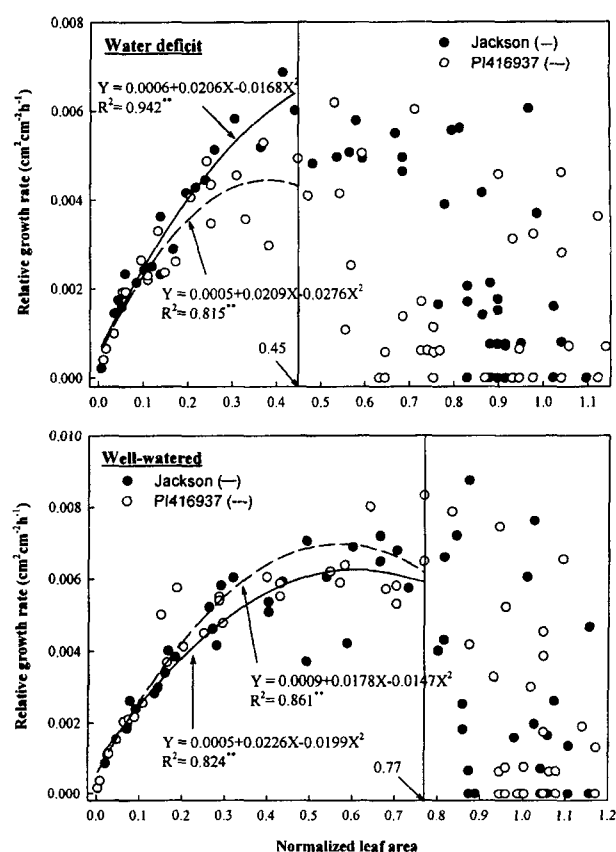 Water deficit
Jackson (—)
PI416937 (---)
Y = 0.0006+0.0206X-0.0168X²
R²= 0.942**
Y = 0.0005+0.0209X-0.0276X²
R²= 0.815**
0.45
Relative growth rate (cm²cm⁻²h⁻¹)
0.008
0.006
0.004
0.002
0.000
0.0 0.1 0.2 0.3 0.4 0.5 0.6 0.7 0.8 0.9 1.0 1.1
Well-watered
Jackson (—)
PI416937 (---)
Y = 0.0009+0.0178X-0.0147X²
R²= 0.861**
Y = 0.0005+0.0226X-0.0199X²
R²= 0.824**
0.77
Relative growth rate (cm²cm⁻²h⁻¹)
0.010
0.008
0.006
0.004
0.002
0.000
0.0 0.1 0.2 0.3 0.4 0.5 0.6 0.7 0.8 0.9 1.0 1.1 1.2
Normalized leaf area